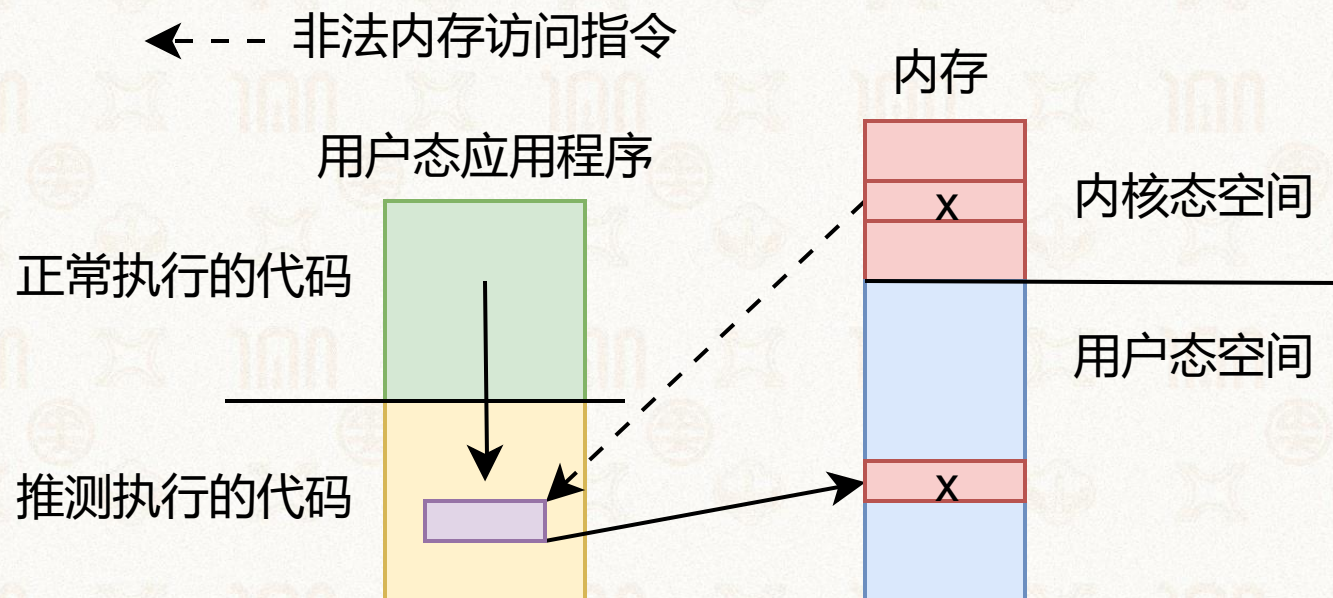 非法内存访问指令
内存
用户态应用程序
内核态空间
x
正常执行的代码
用户态空间
推测执行的代码
x